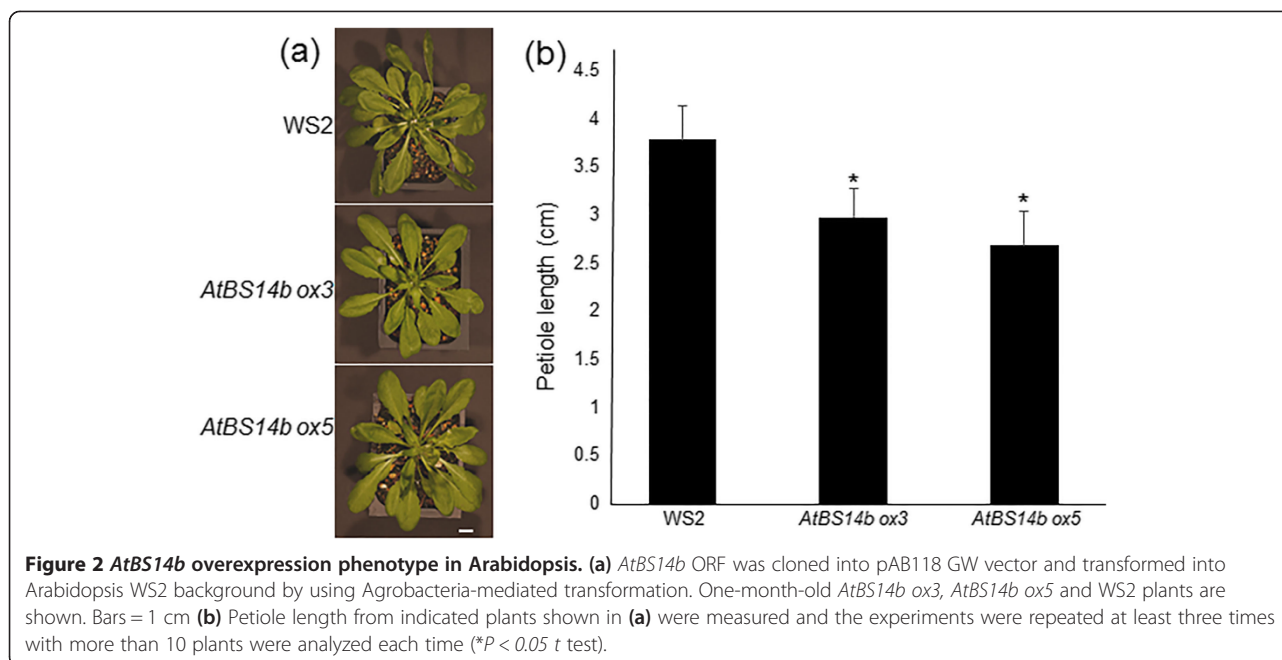 (a)
WS2
AtBS14b ox3
AtBS14b ox5
(b)
Petiole length (cm)
4.5
4
3.5
3
2.5
2
1.5
1
0.5
0
*
*
WS2 AtBS14b ox3 AtBS14b ox5
Figure 2 AtBS14b overexpression phenotype in Arabidopsis. (a) AtBS14b ORF was cloned into pAB118 GW vector and transformed into
Arabidopsis WS2 background by using Agrobacteria-mediated transformation. One-month-old AtBS14b ox3, AtBS14b ox5 and WS2 plants are
shown. Bars = 1 cm (b) Petiole length from indicated plants shown in (a) were measured and the experiments were repeated at least three times
with more than 10 plants were analyzed each time (*P < 0.05 t test).